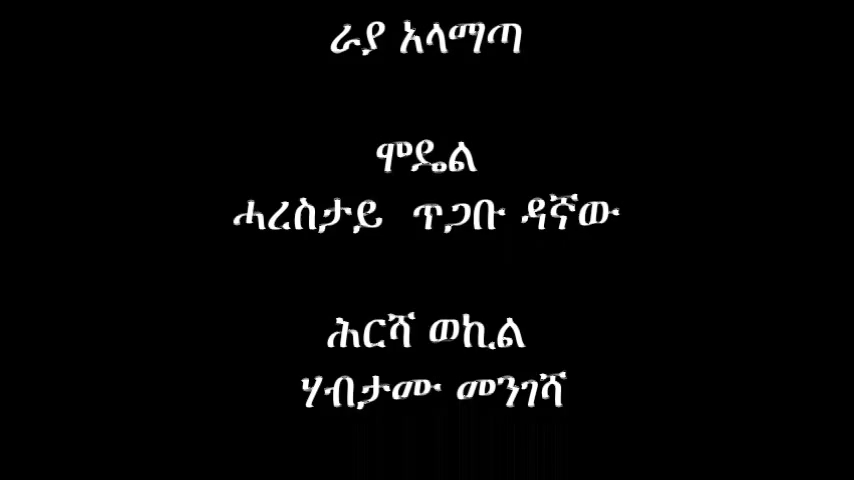 ራያ አላማጣ
ሞዴል
ሓረስታይ ጥጋቡ ዳኛው
ሕርሻ ወኪል
ሃብታሙ መንገሻ